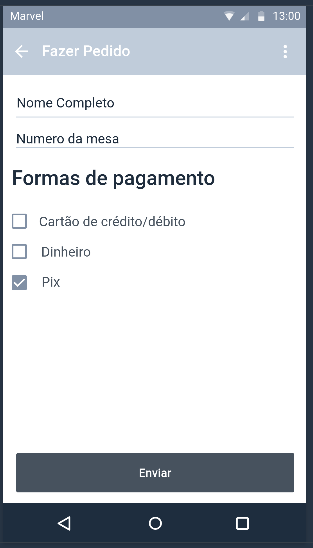 Marvel 13:00
Fazer Pedido
Nome Completo
Numero da mesa
Formas de pagamento
Cartão de crédito/débito
Dinheiro
Pix
Enviar